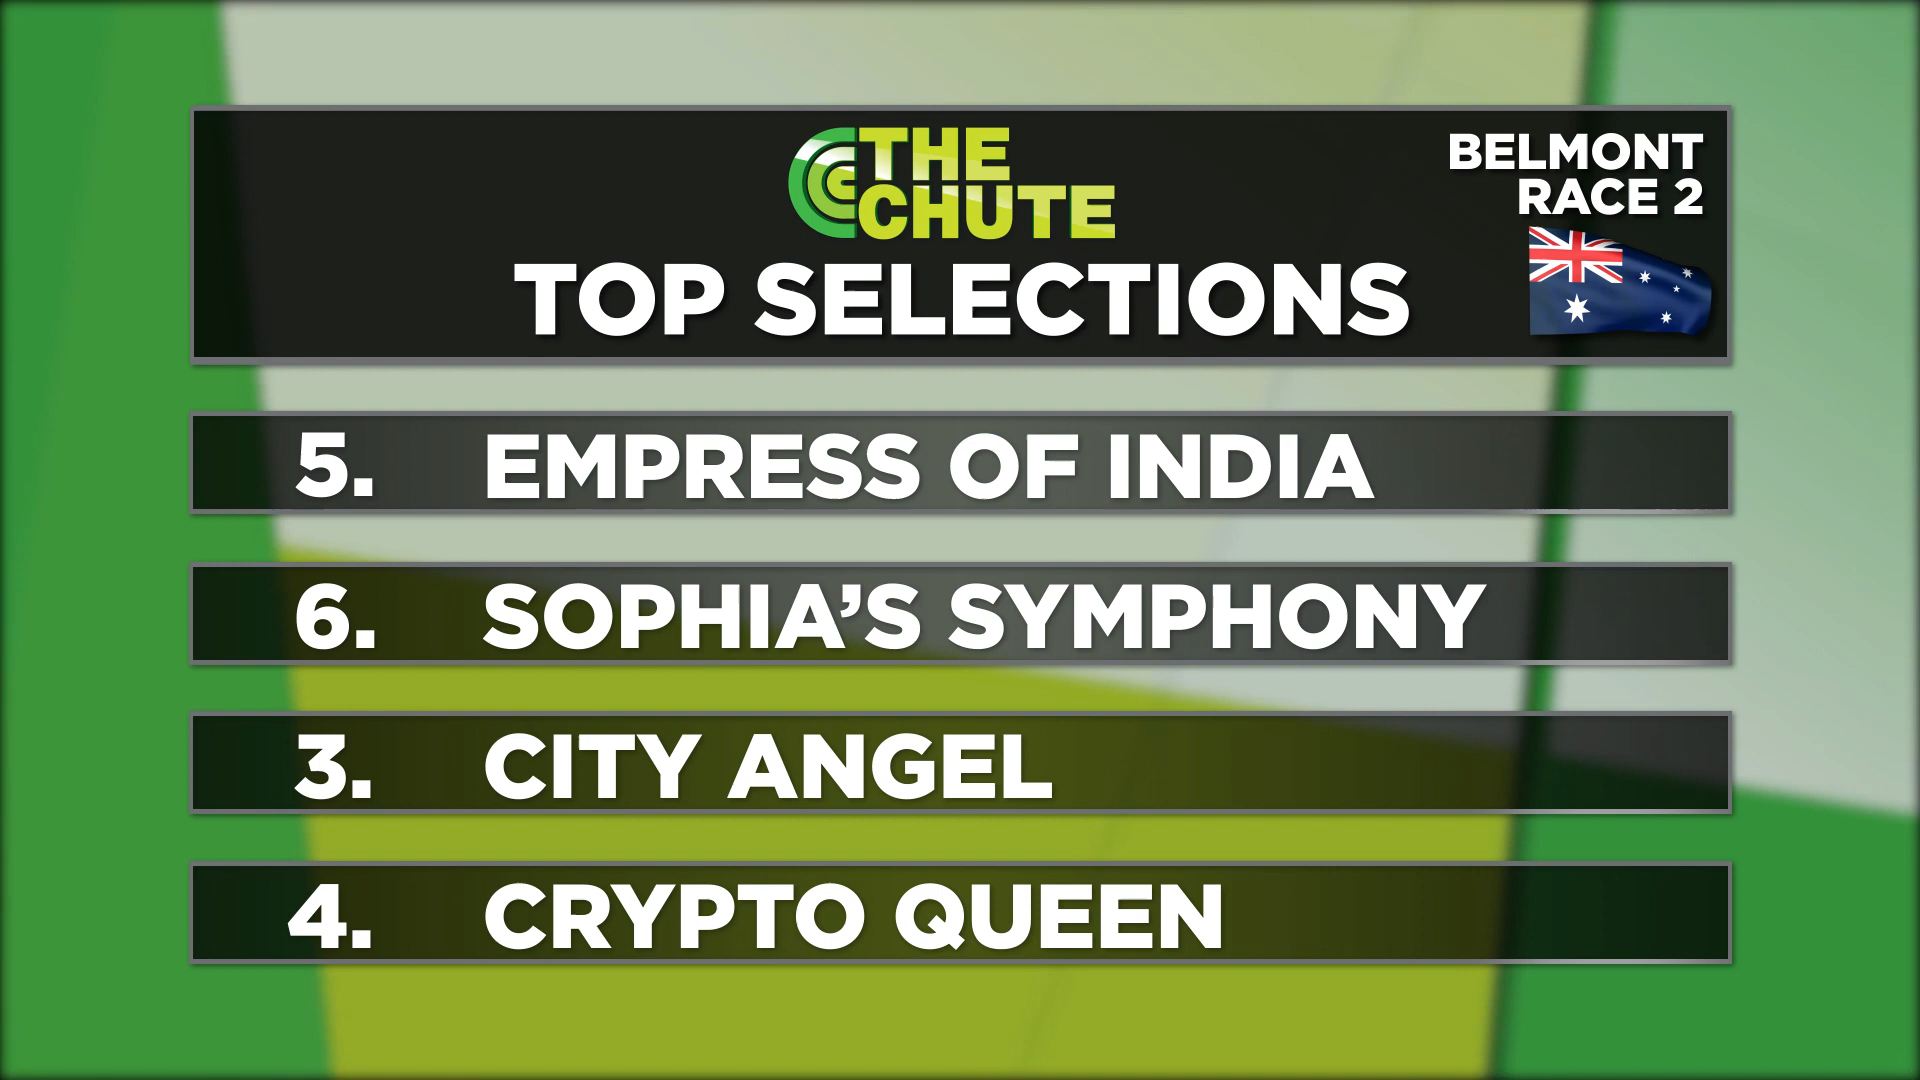 THE
CHUTE
BELMONT
RACE 2
TOP SELECTIONS
5. EMPRESS OF INDIA
6. SOPHIA’S SYMPHONY
3. CITY ANGEL
4. CRYPTO QUEEN